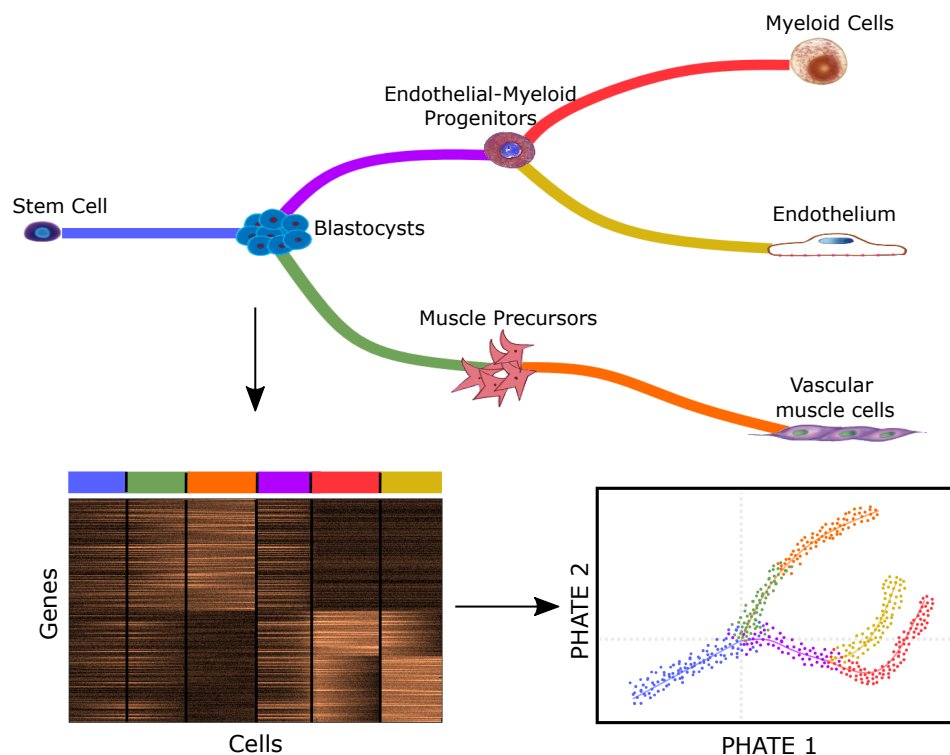 Myeloid Cells
Endothelial-Myeloid
Progenitors
Stem Cell
Blastocysts
Endothelium
Muscle Precursors
Vascular
muscle cells
Genes
Cells
PHATE 2
PHATE 1